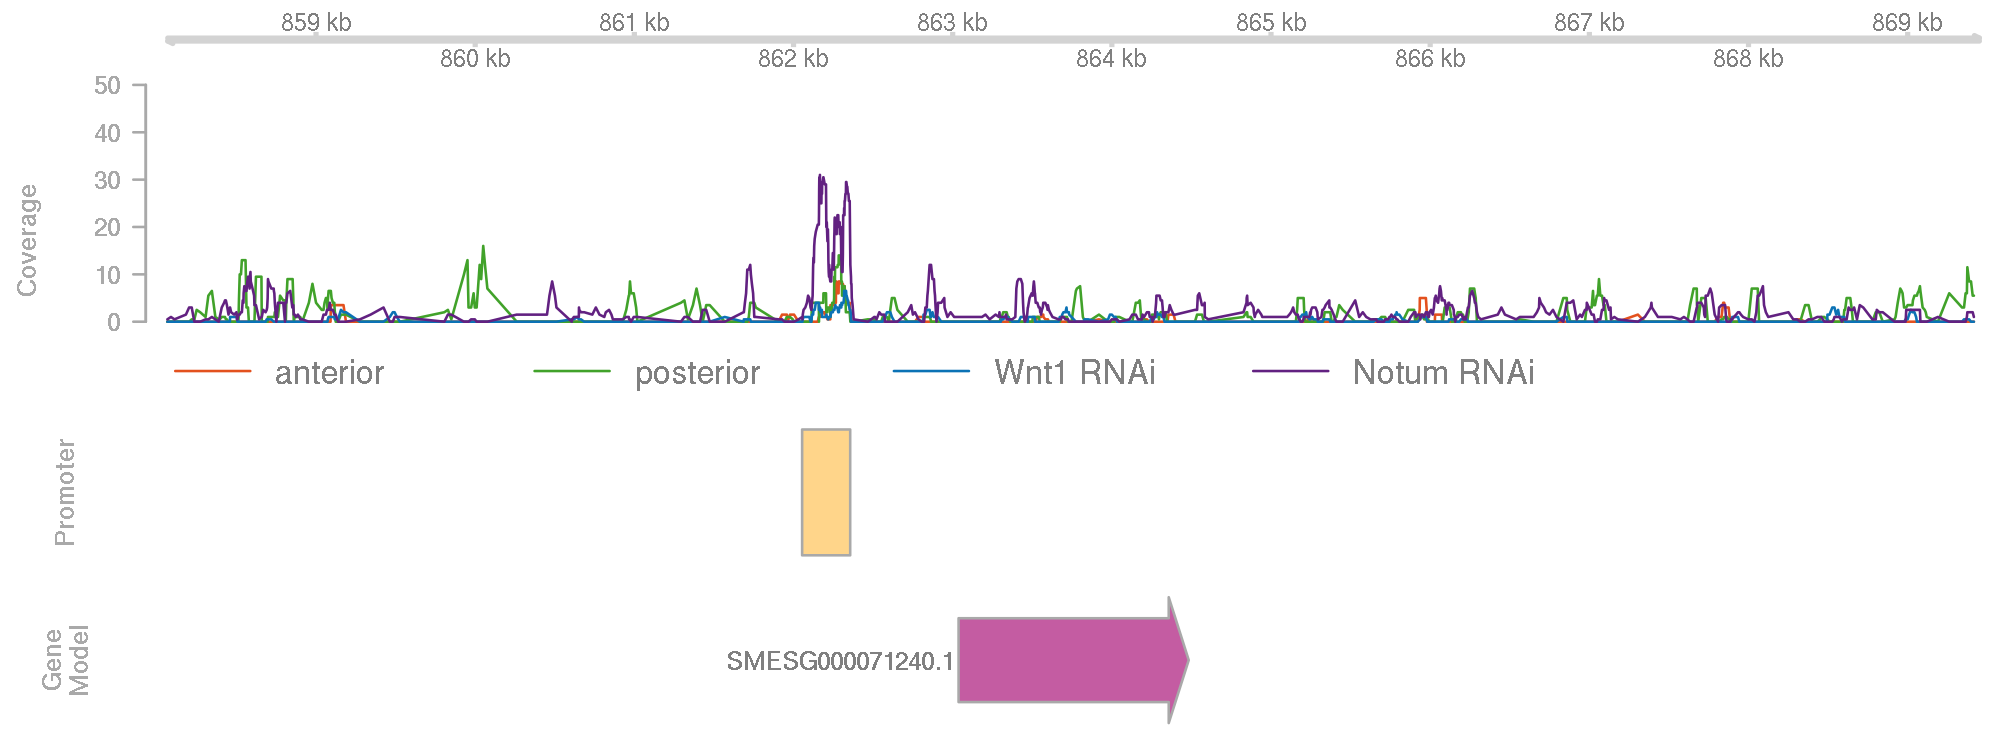 859 kb 861 kb 863 kb 865 kb 867 kb 869 kb
860 kb 862 kb 864 kb 866 kb 868 kb
50
40
30
20
10
0
Coverage
anterior posterior Wnt1 RNAi Notum RNAi
Promoter
Gene
Model
SMESG000071240.1